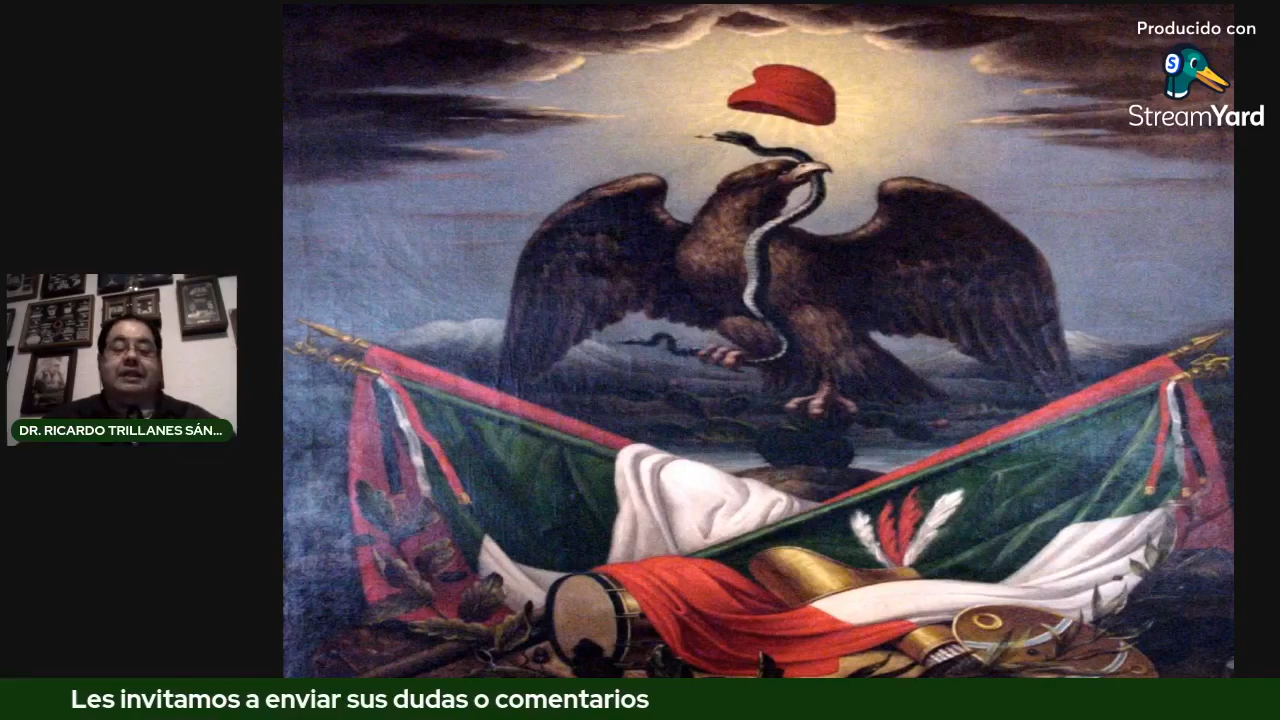 Producido con
S
StreamYard
DR. RICARDO TRILLANES SÁN...
Les invitamos a enviar sus dudas o comentarios